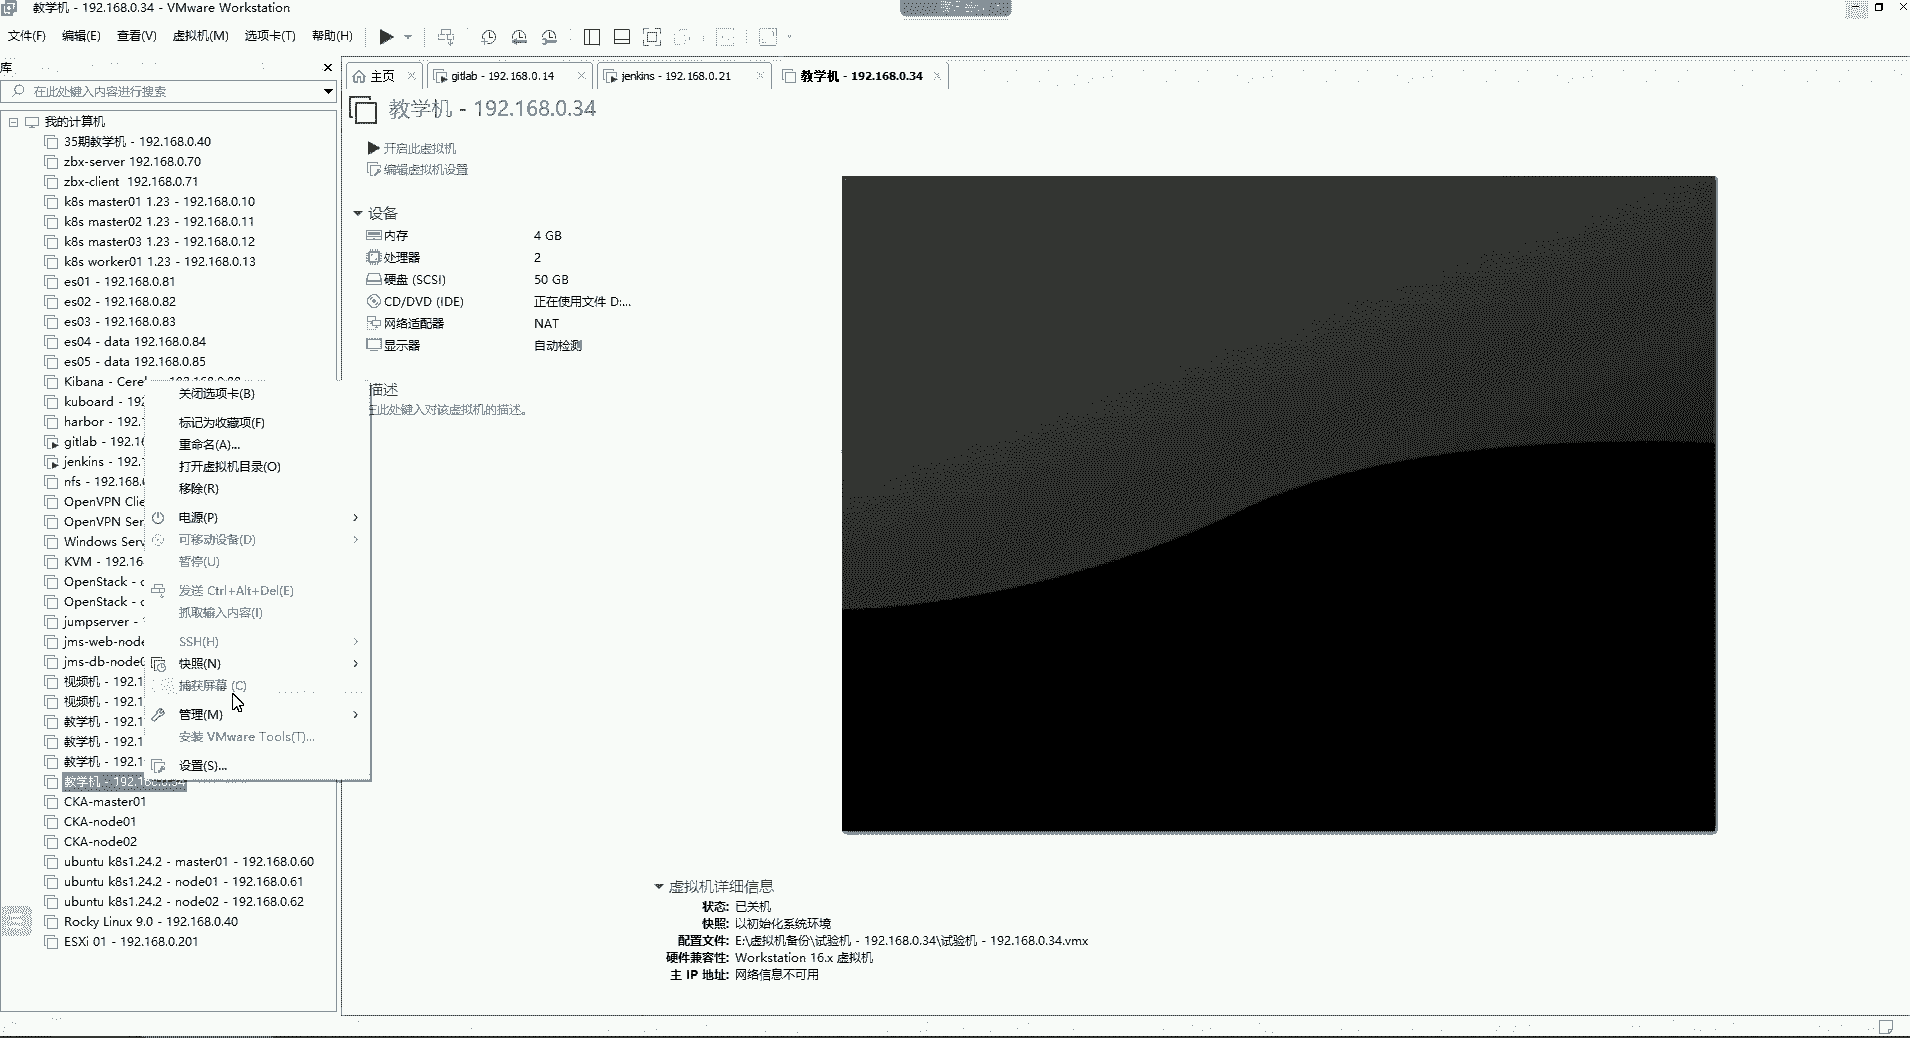 教学机 - 192.168.0.34 - VMware Workstation
文件(F) 编辑(E) 查看(V) 虚拟机(M) 选项卡(T) 帮助(H)
库
在此处键入内容进行搜索
我的计算机
35期教学机 - 192.168.0.40
zbx-server 192.168.0.70
zbx-client 192.168.0.71
k8s master01 1.23 - 192.168.0.10
k8s master02 1.23 - 192.168.0.11
k8s master03 1.23 - 192.168.0.12
k8s worker01 1.23 - 192.168.0.13
es01 - 192.168.0.81
es02 - 192.168.0.82
es03 - 192.168.0.83
es04 - data 192.168.0.84
es05 - data 192.168.0.85
Kibana - Cere
kuboard - 192
harbor - 192.
gitlab - 192.16
jenkins - 192.
nfs - 192.168.
OpenVPN Clie
OpenVPN Ser
Windows Serv
KVM - 192.16
OpenStack - c
OpenStack - c
jumpserver -
jms-web-node
jms-db-node0
视频机 - 192.1
视频机 - 192.1
教学机 - 192.1
教学机 - 192.1
教学机 - 192.1
教学机 - 192.168.0.34
CKA-master01
CKA-node01
CKA-node02
ubuntu k8s1.24.2 - master01 - 192.168.0.60
ubuntu k8s1.24.2 - node01 - 192.168.0.61
ubuntu k8s1.24.2 - node02 - 192.168.0.62
Rocky Linux 9.0 - 192.168.0.40
ESXi 01 - 192.168.0.201
关闭选项卡(B)
标记为收藏项(F)
重命名(A)...
打开虚拟机目录(O)
移除(R)
电源(P)
可移动设备(D)
暂停(U)
发送 Ctrl+Alt+Del(E)
抓取输入内容(I)
SSH(H)
快照(N)
捕获屏幕 (C)
管理(M)
安装 VMware Tools(T)...
设置(S)...
主页 gitlab - 192.168.0.14 jenkins - 192.168.0.21 教学机 - 192.168.0.34
教学机 - 192.168.0.34
开启此虚拟机
编辑虚拟机设置
设备
内存 4 GB
处理器 2
硬盘 (SCSI) 50 GB
CD/DVD (IDE) 正在使用文件 D:...
网络适配器 NAT
显示器 自动检测
描述
在此处键入对该虚拟机的描述。
虚拟机详细信息
状态: 已关机
快照: 以初始化系统环境
配置文件: E:\虚拟机备份\试验机 - 192.168.0.34\试验机 - 192.168.0.34.vmx
硬件兼容性: Workstation 16.x 虚拟机
主 IP 地址: 网络信息不可用